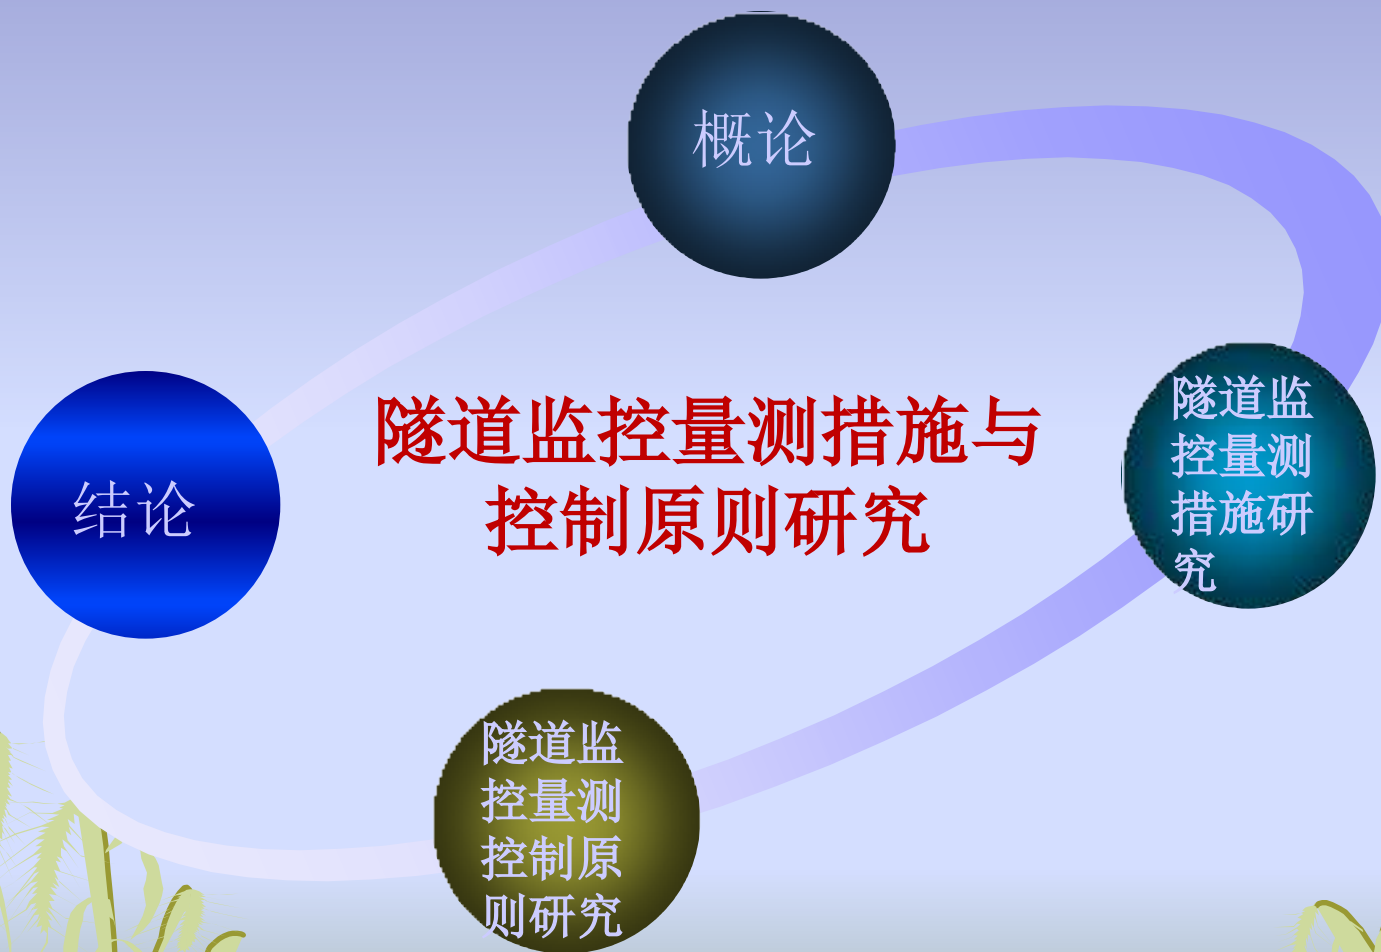 概论
隧道监
控量测
措施研
究
隧道监控量测措施与
控制原则研究
结论
隧道监
控量测
控制原
则研究